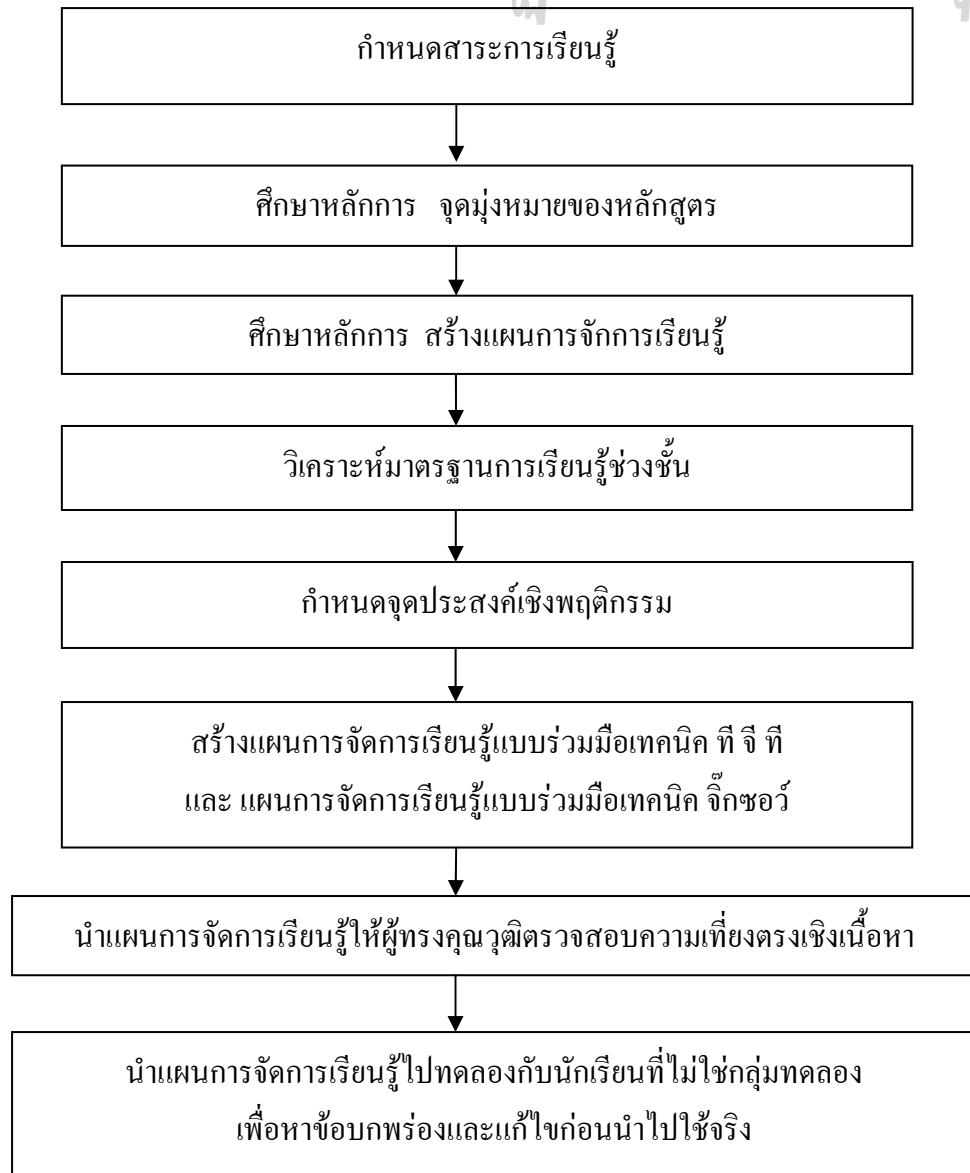 กำหนดสาระการเรียนรู้
ศึกษาหลักการ จุดมุ่งหมายของหลักสูตร
ศึกษาหลักการ สร้างแผนการจักการเรียนรู้
วิเคราะห์มาตรฐานการเรียนรู้ช่วงชั้น
กำหนดจุดประสงค์เชิงพฤติกรรม
สร้างแผนการจัดการเรียนรู้แบบร่วมมือเทคนิค ที จี ที
และ แผนการจัดการเรียนรู้แบบร่วมมือเทคนิค จิ๊กซอว์
นำแผนการจัดการเรียนรู้ให้ผู้ทรงคุณวุฒิตรวจสอบความเที่ยงตรงเชิงเนื้อหา
นำแผนการจัดการเรียนรู้ไปทดลองกับนักเรียนที่ไม่ใช่กลุ่มทดลอง
เพื่อหาข้อบกพร่องและแก้ไขก่อนนำไปใช้จริง